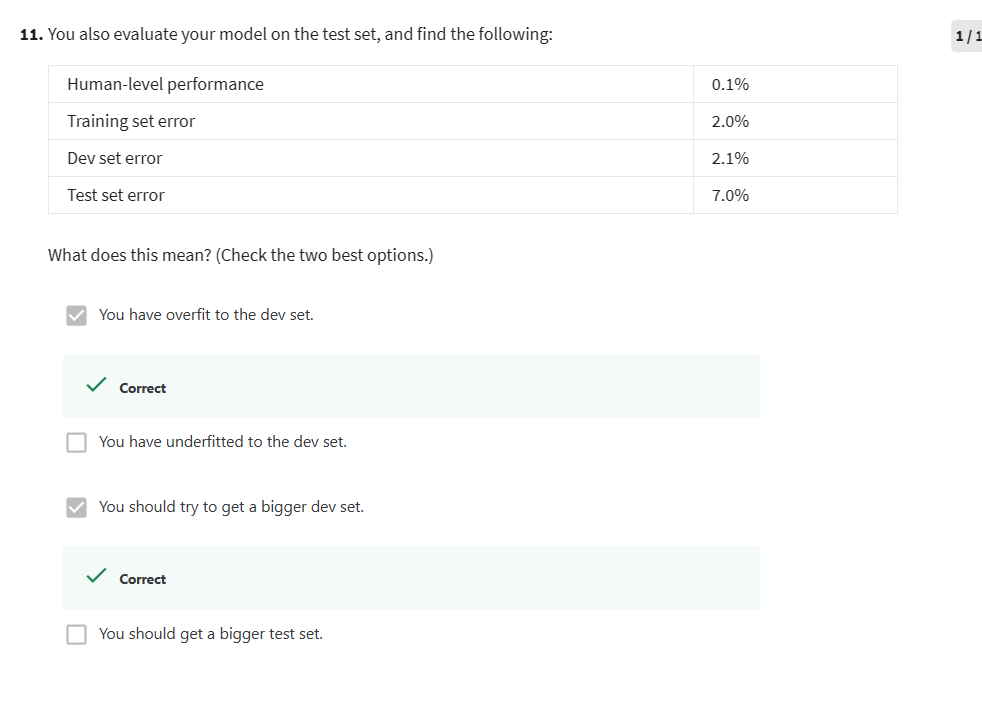 11. You also evaluate your model on the test set, and find the following:
1 / 1
Human-level performance 0.1%
Training set error 2.0%
Dev set error 2.1%
Test set error 7.0%
What does this mean? (Check the two best options.)
You have overfit to the dev set.
Correct
You have underfitted to the dev set.
You should try to get a bigger dev set.
Correct
You should get a bigger test set.